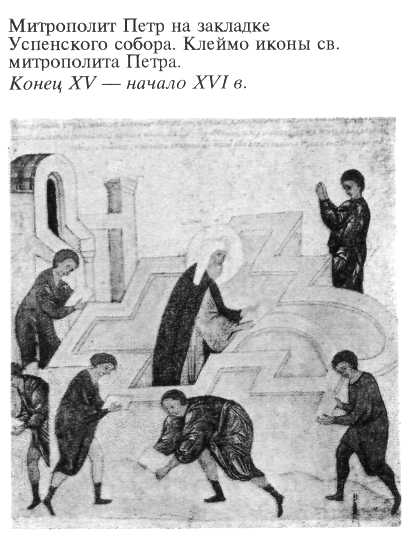 Митрополит Петр на закладке
Успенского собора. Клеймо иконы св.
митрополита Петра.
Конец XV — начало XVI в.